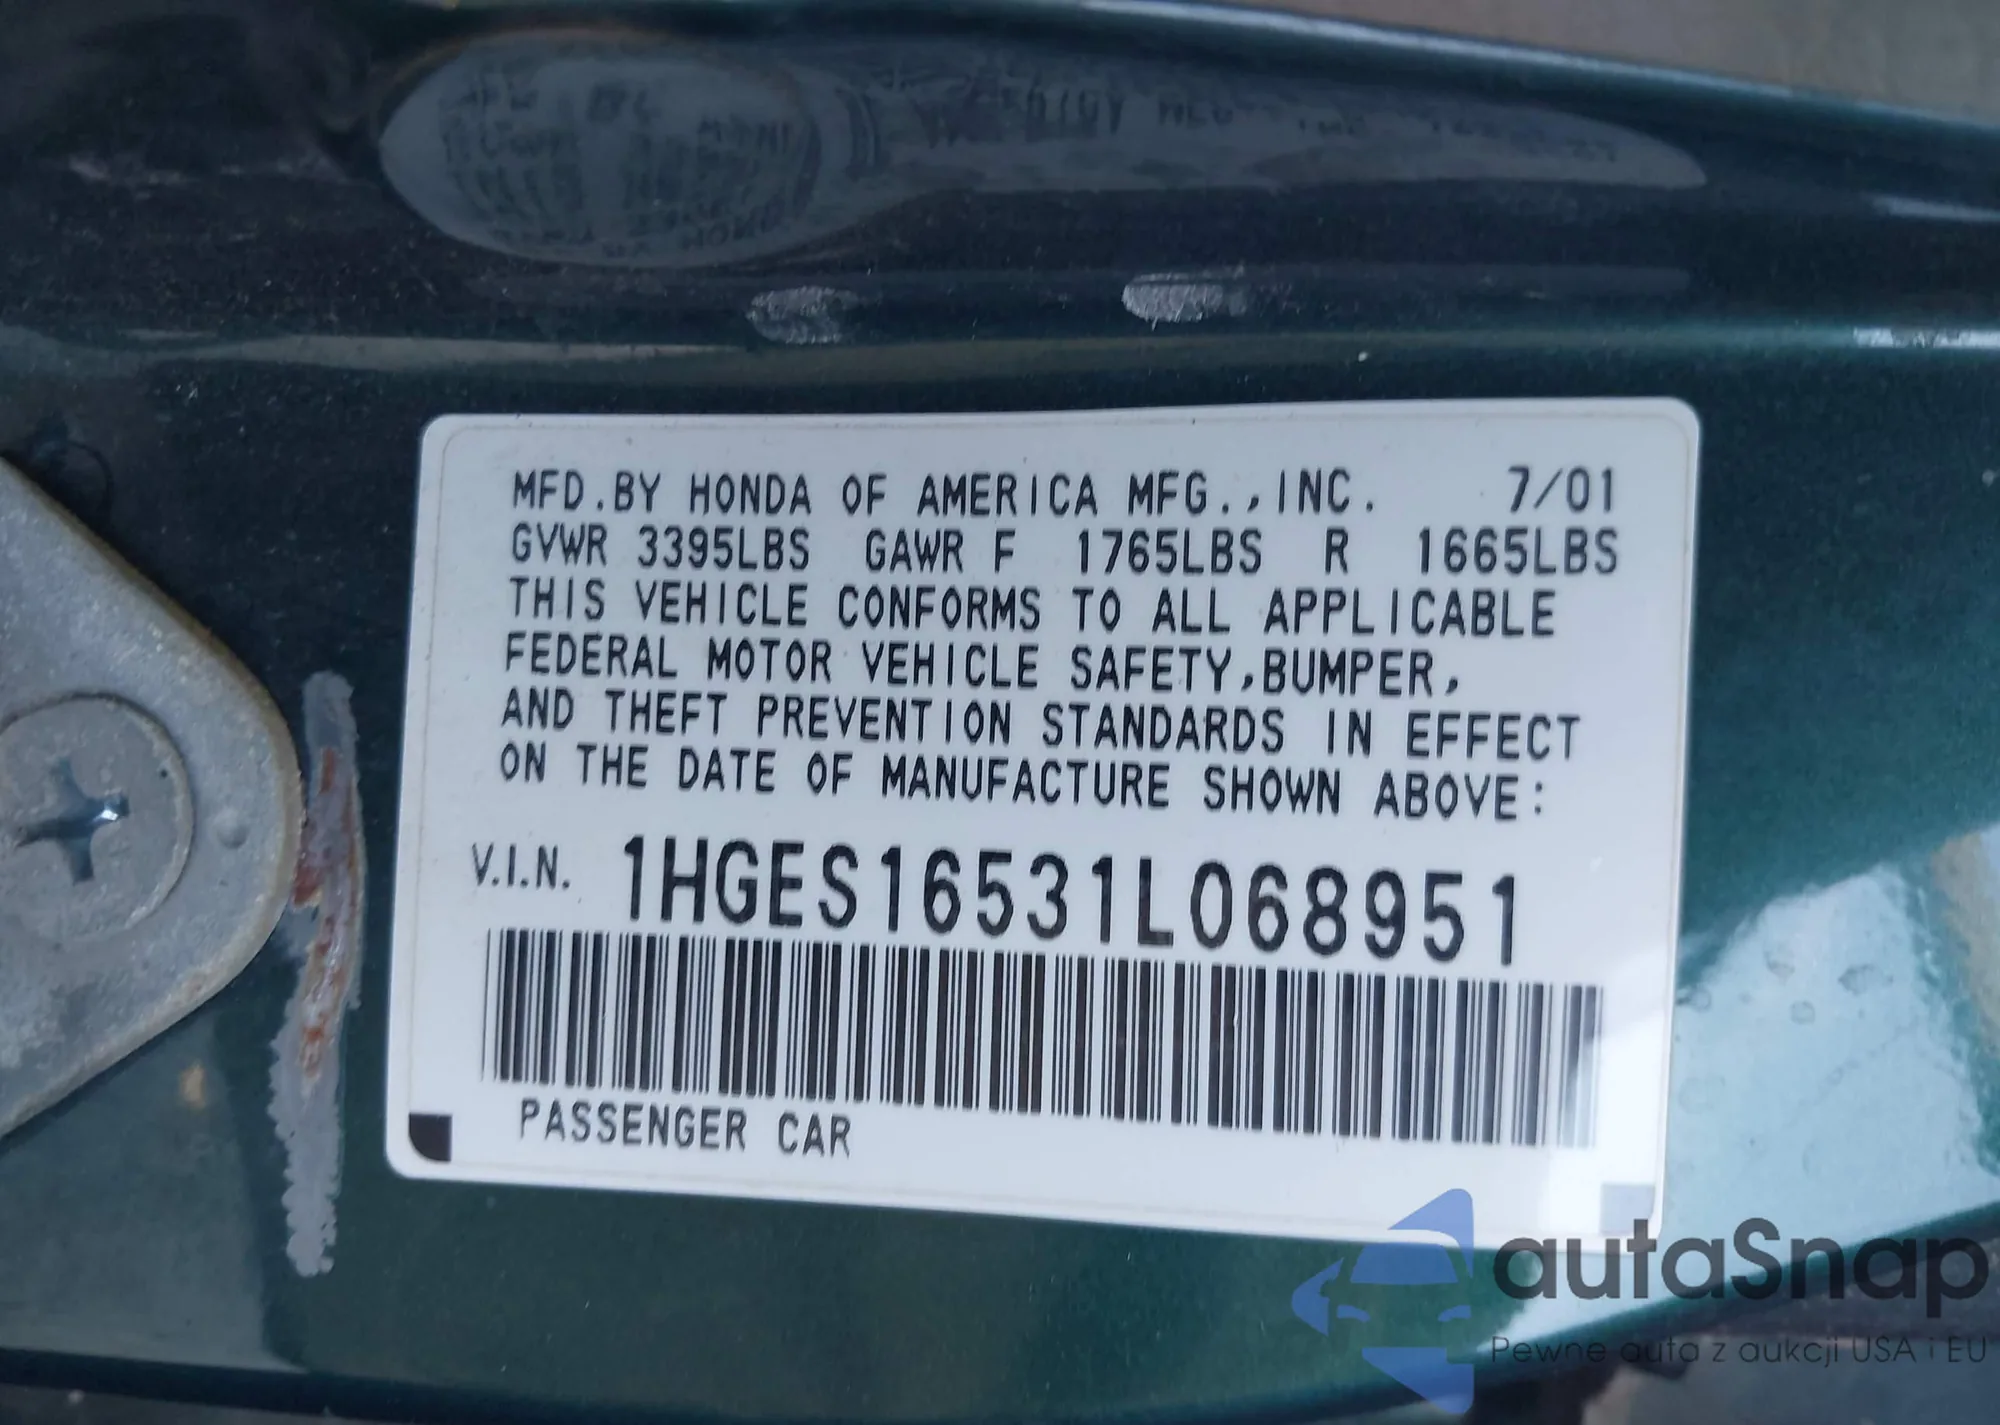 MFD.BY HONDA OF AMERICA MFG.,INC. 7/01
GVWR 3395LBS GAWR F 1765LBS R 1665LBS
THIS VEHICLE CONFORMS TO ALL APPLICABLE
FEDERAL MOTOR VEHICLE SAFETY,BUMPER,
AND THEFT PREVENTION STANDARDS IN EFFECT
ON THE DATE OF MANUFACTURE SHOWN ABOVE:
V.I.N. 1HGES16531L068951
PASSENGER CAR
autaSnap
Pewne auta z aukcji USA i EU